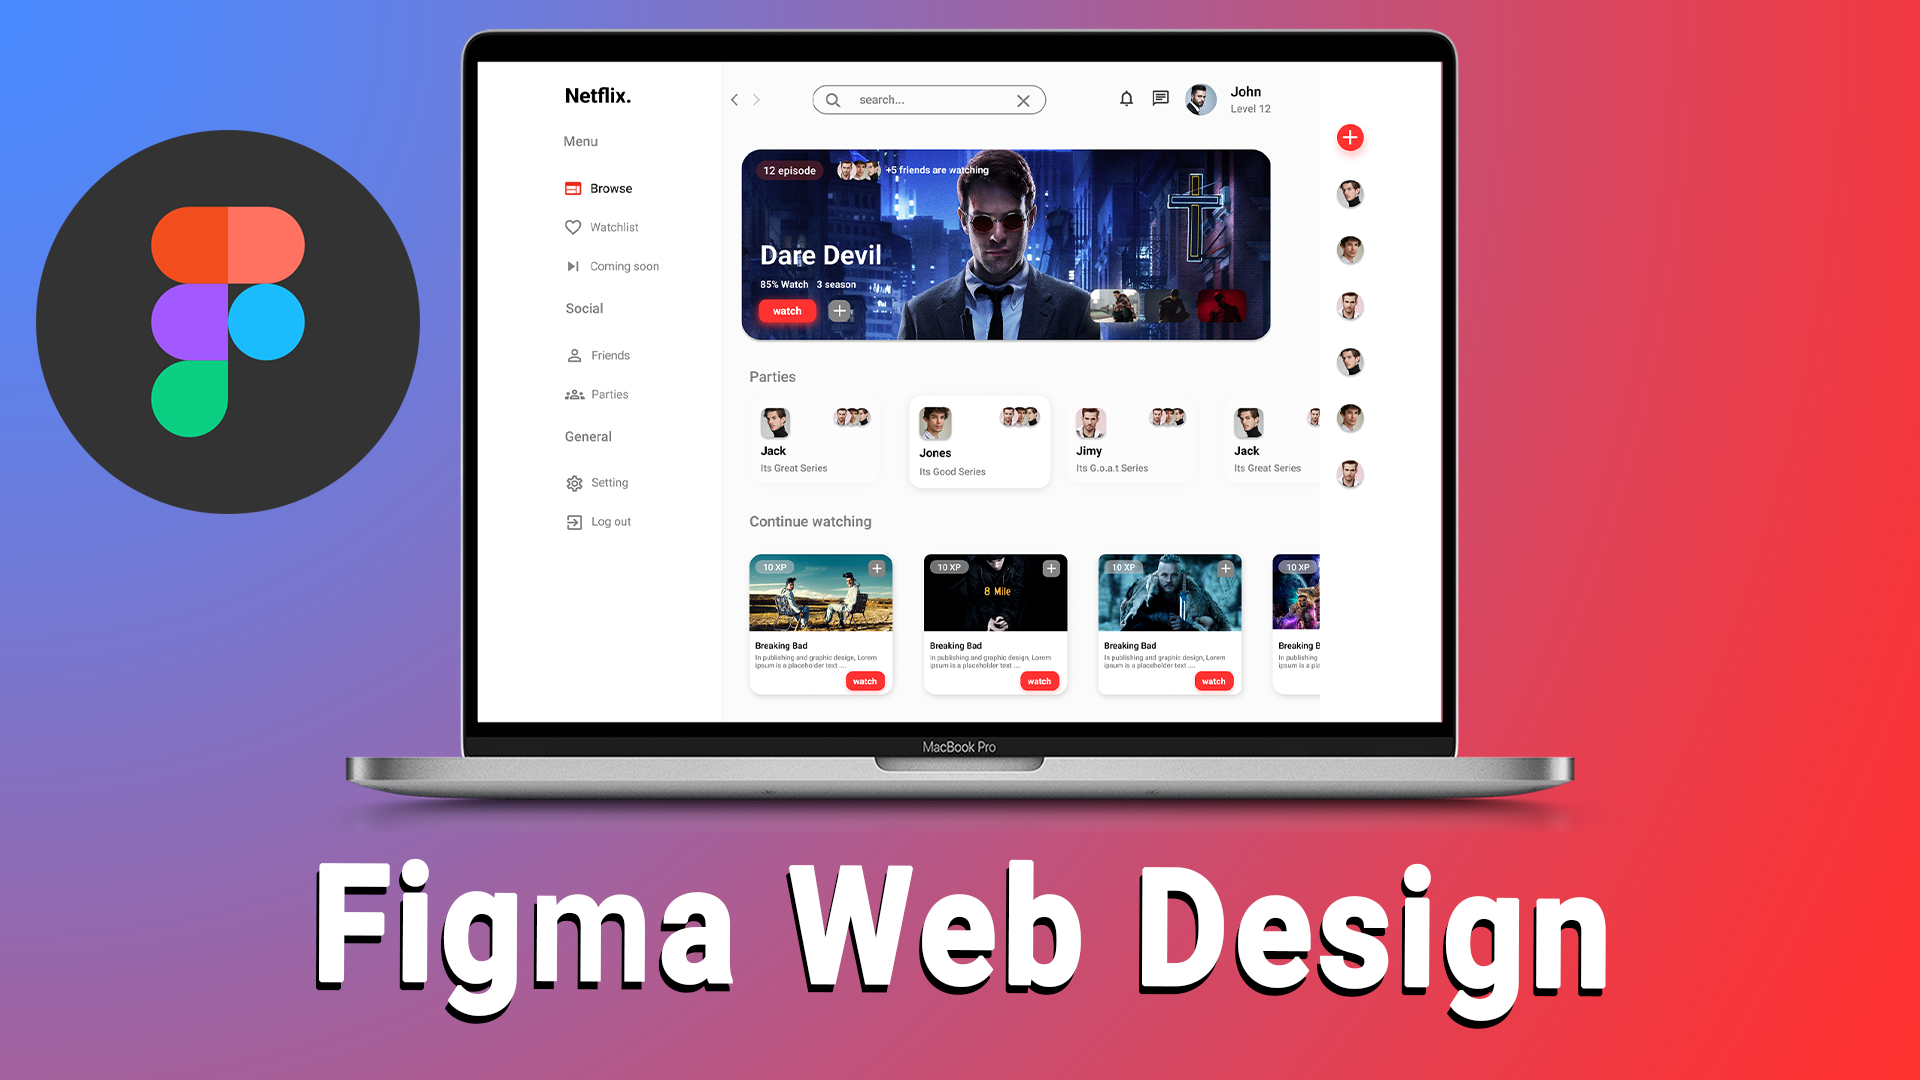 Netflix.
search...
John
Level 12
Menu
Browse
Watchlist
Coming soon
Social
Friends
Parties
General
Setting
Log out
12 episode
+5 friends are watching
Dare Devil
85% Watch 3 season
watch
Parties
Jack
Its Great Series
Jones
Its Good Series
Jimy
Its G.o.a.t Series
Jack
Its Great Series
Continue watching
10 XP
Breaking Bad
In publishing and graphic design, Lorem
ipsum is a placeholder text ....
watch
10 XP
8 Mile
Breaking Bad
In publishing and graphic design, Lorem
ipsum is a placeholder text ....
watch
10 XP
Breaking Bad
In publishing and graphic design, Lorem
ipsum is a placeholder text ....
watch
10 XP
Breaking B
In publishing
ipsum is a p
MacBook Pro
Figma Web Design